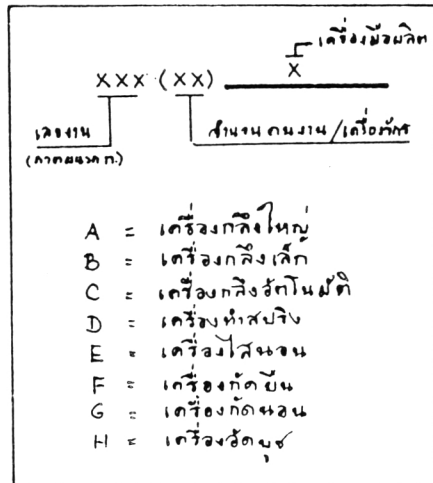 เครื่องมือผลิต
X
XXX (XX)
เลขงาน
จำนวนคนงาน/เครื่องจักร
(ภาคผนวก ก.)
A = เครื่องกลึงใหญ่
B = เครื่องกลึงเล็ก
C = เครื่องกลึงอัตโนมัติ
D = เครื่องทำสปริง
E = เครื่องไสนอน
F = เครื่องกัดยืน
G = เครื่องกัดนอน
H = เครื่องอัดบุช